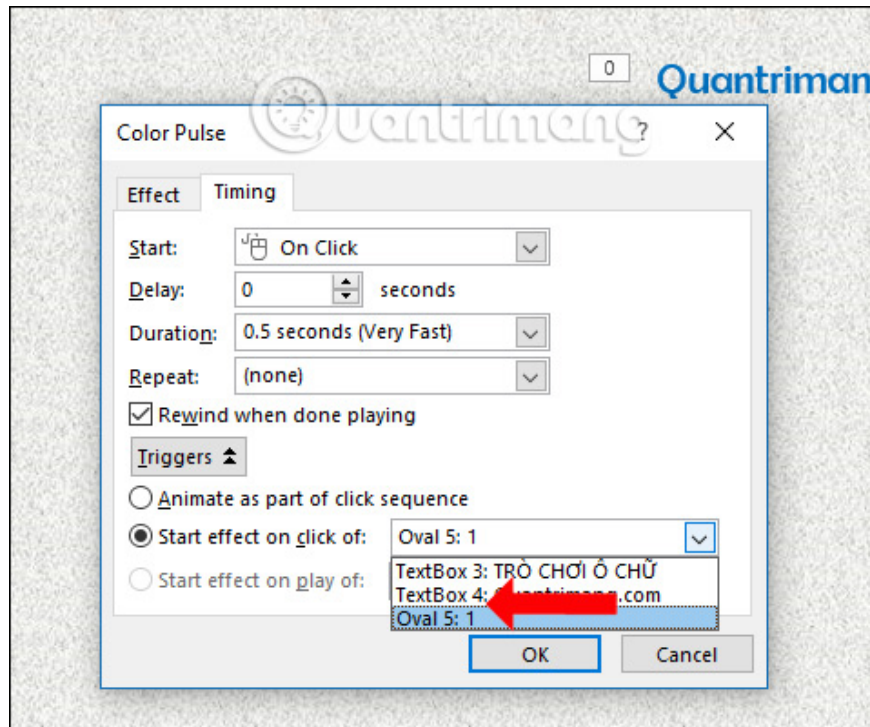 0
Quantriman
Quantrimang
Color Pulse
?
Effect
Timing
Start:
On Click
Delay:
0
seconds
Duration:
0.5 seconds (Very Fast)
Repeat:
(none)
Rewind when done playing
Triggers
Animate as part of click sequence
Start effect on click of:
Oval 5: 1
Start effect on play of:
TextBox 3: TRÒ CHƠI Ô CHỮ
TextBox 4: Quantrimang.com
Oval 5: 1
OK
Cancel